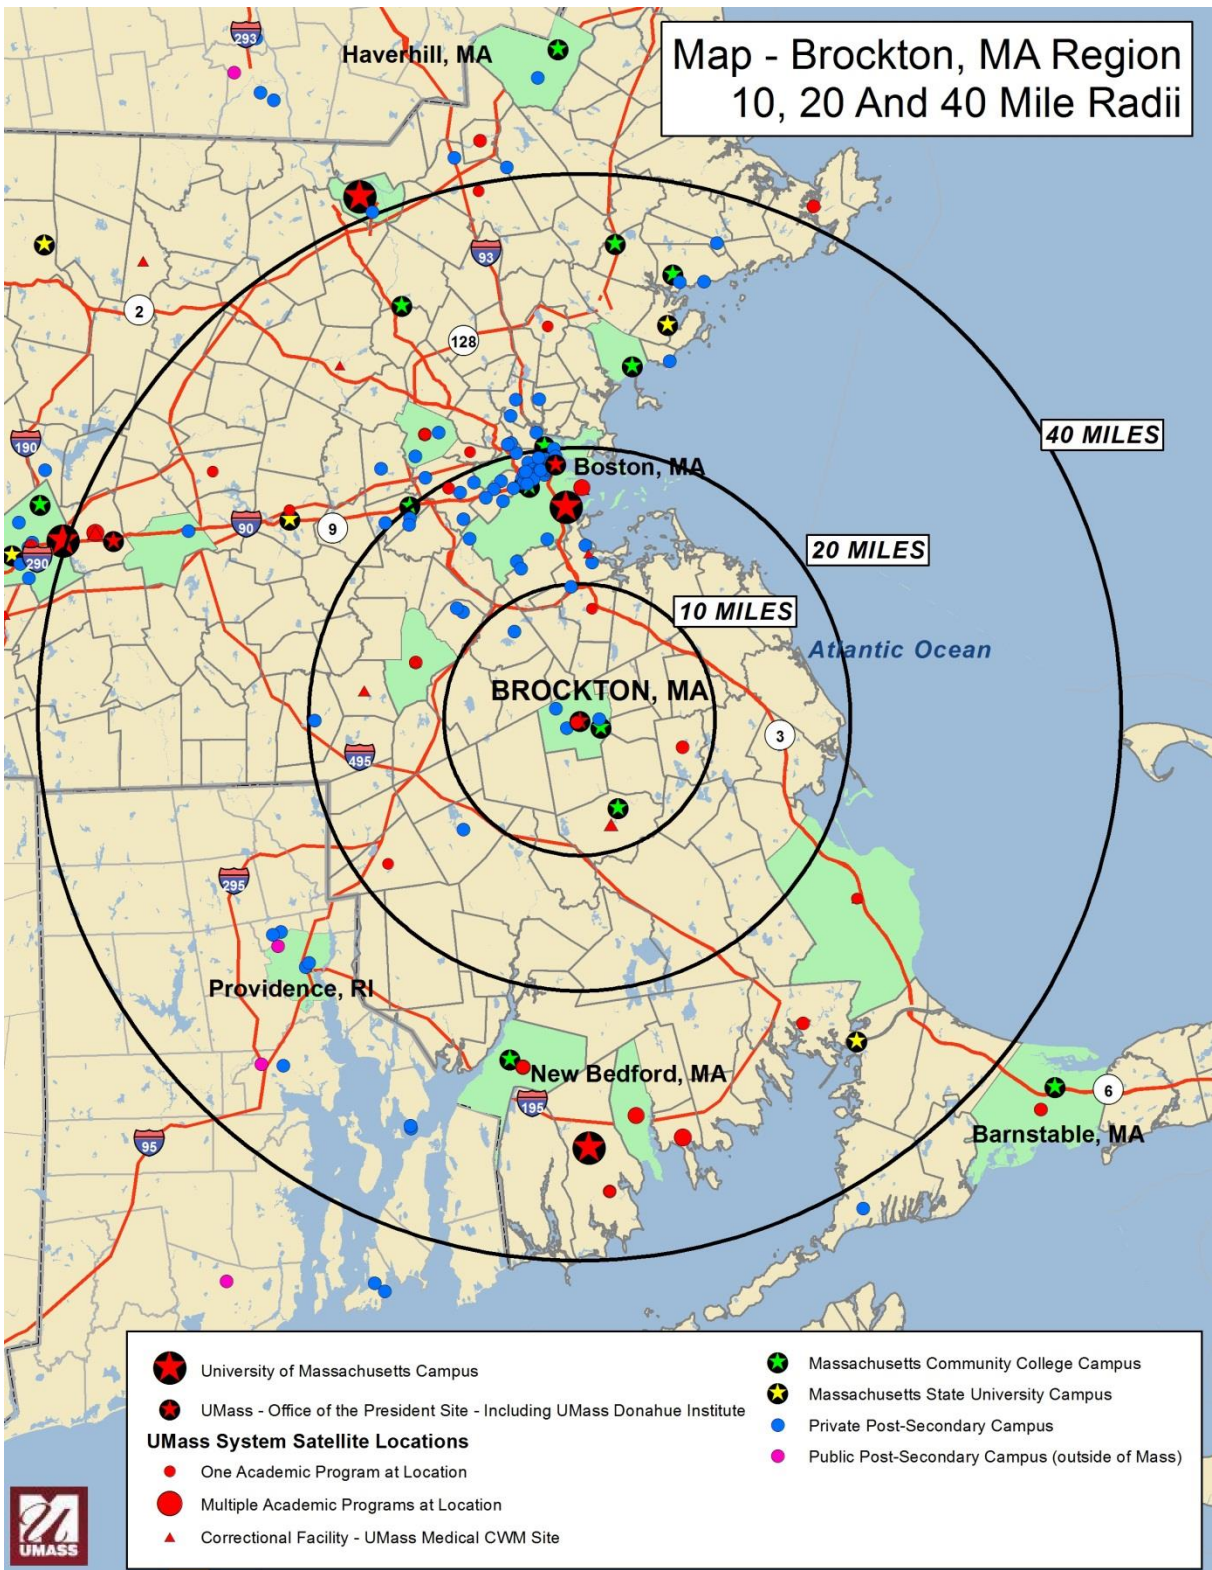 293
Haverhill, MA
Map - Brockton, MA Region
10, 20 And 40 Mile Radii
93
2
128
40 MILES
190
Boston, MA
90
9
290
20 MILES
10 MILES
Atlantic Ocean
BROCKTON, MA
3
495
295
Providence, RI
New Bedford, MA
195
6
95
Barnstable, MA
University of Massachusetts Campus
UMass - Office of the President Site - Including UMass Donahue Institute
UMass System Satellite Locations
One Academic Program at Location
Multiple Academic Programs at Location
Correctional Facility - UMass Medical CWM Site
Massachusetts Community College Campus
Massachusetts State University Campus
Private Post-Secondary Campus
Public Post-Secondary Campus (outside of Mass)
UMASS